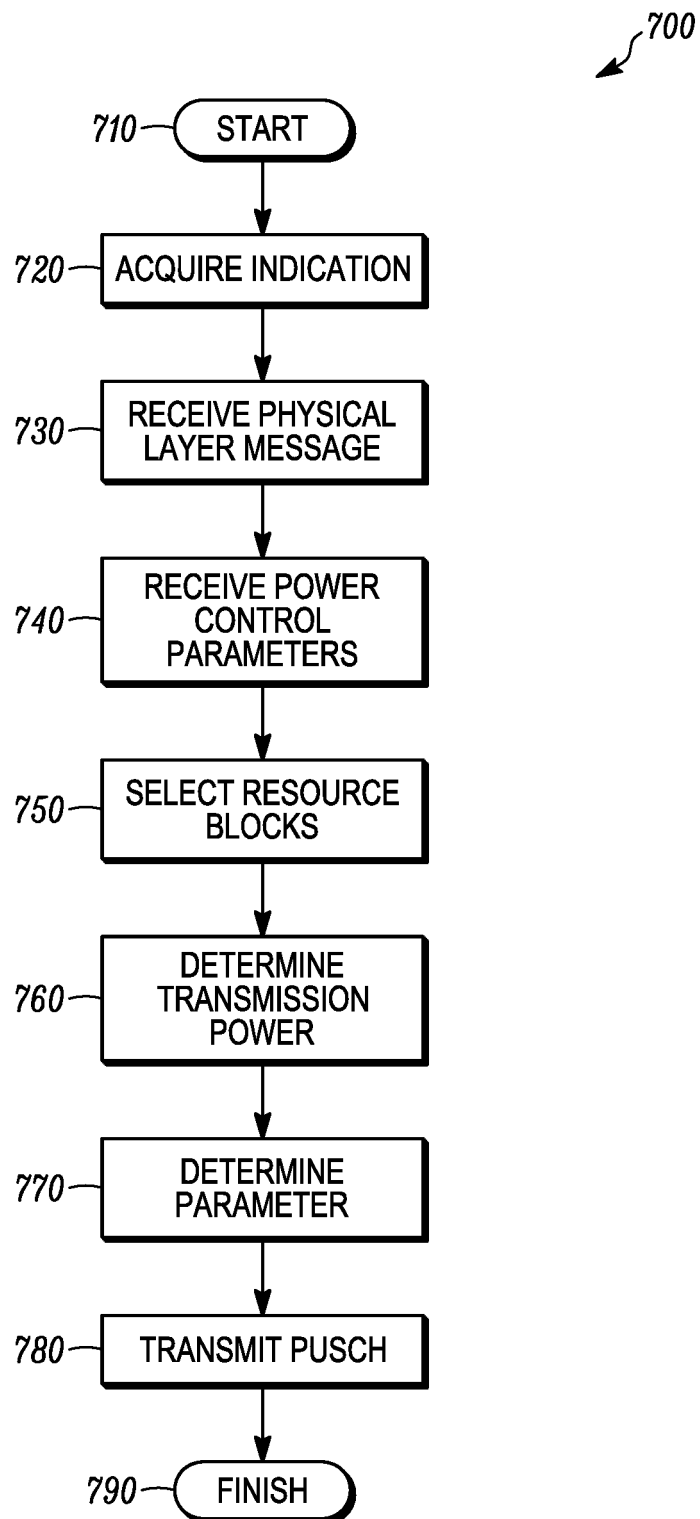 700
710
START
720
ACQUIRE INDICATION
730
RECEIVE PHYSICAL
LAYER MESSAGE
740
RECEIVE POWER
CONTROL
PARAMETERS
750
SELECT RESOURCE
BLOCKS
760
DETERMINE
TRANSMISSION
POWER
770
DETERMINE
PARAMETER
780
TRANSMIT PUSCH
790
FINISH